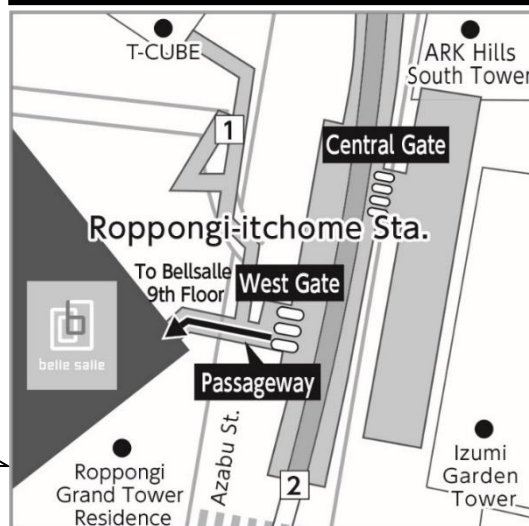 T-CUBE
ARK Hills
South Tower
1
Central Gate
Roppongi-itchome Sta.
To Bellsalle
9th Floor
West Gate
belle salle
Passageway
Azabu St.
Roppongi
Grand Tower
Residence
2
Izumi
Garden
Tower